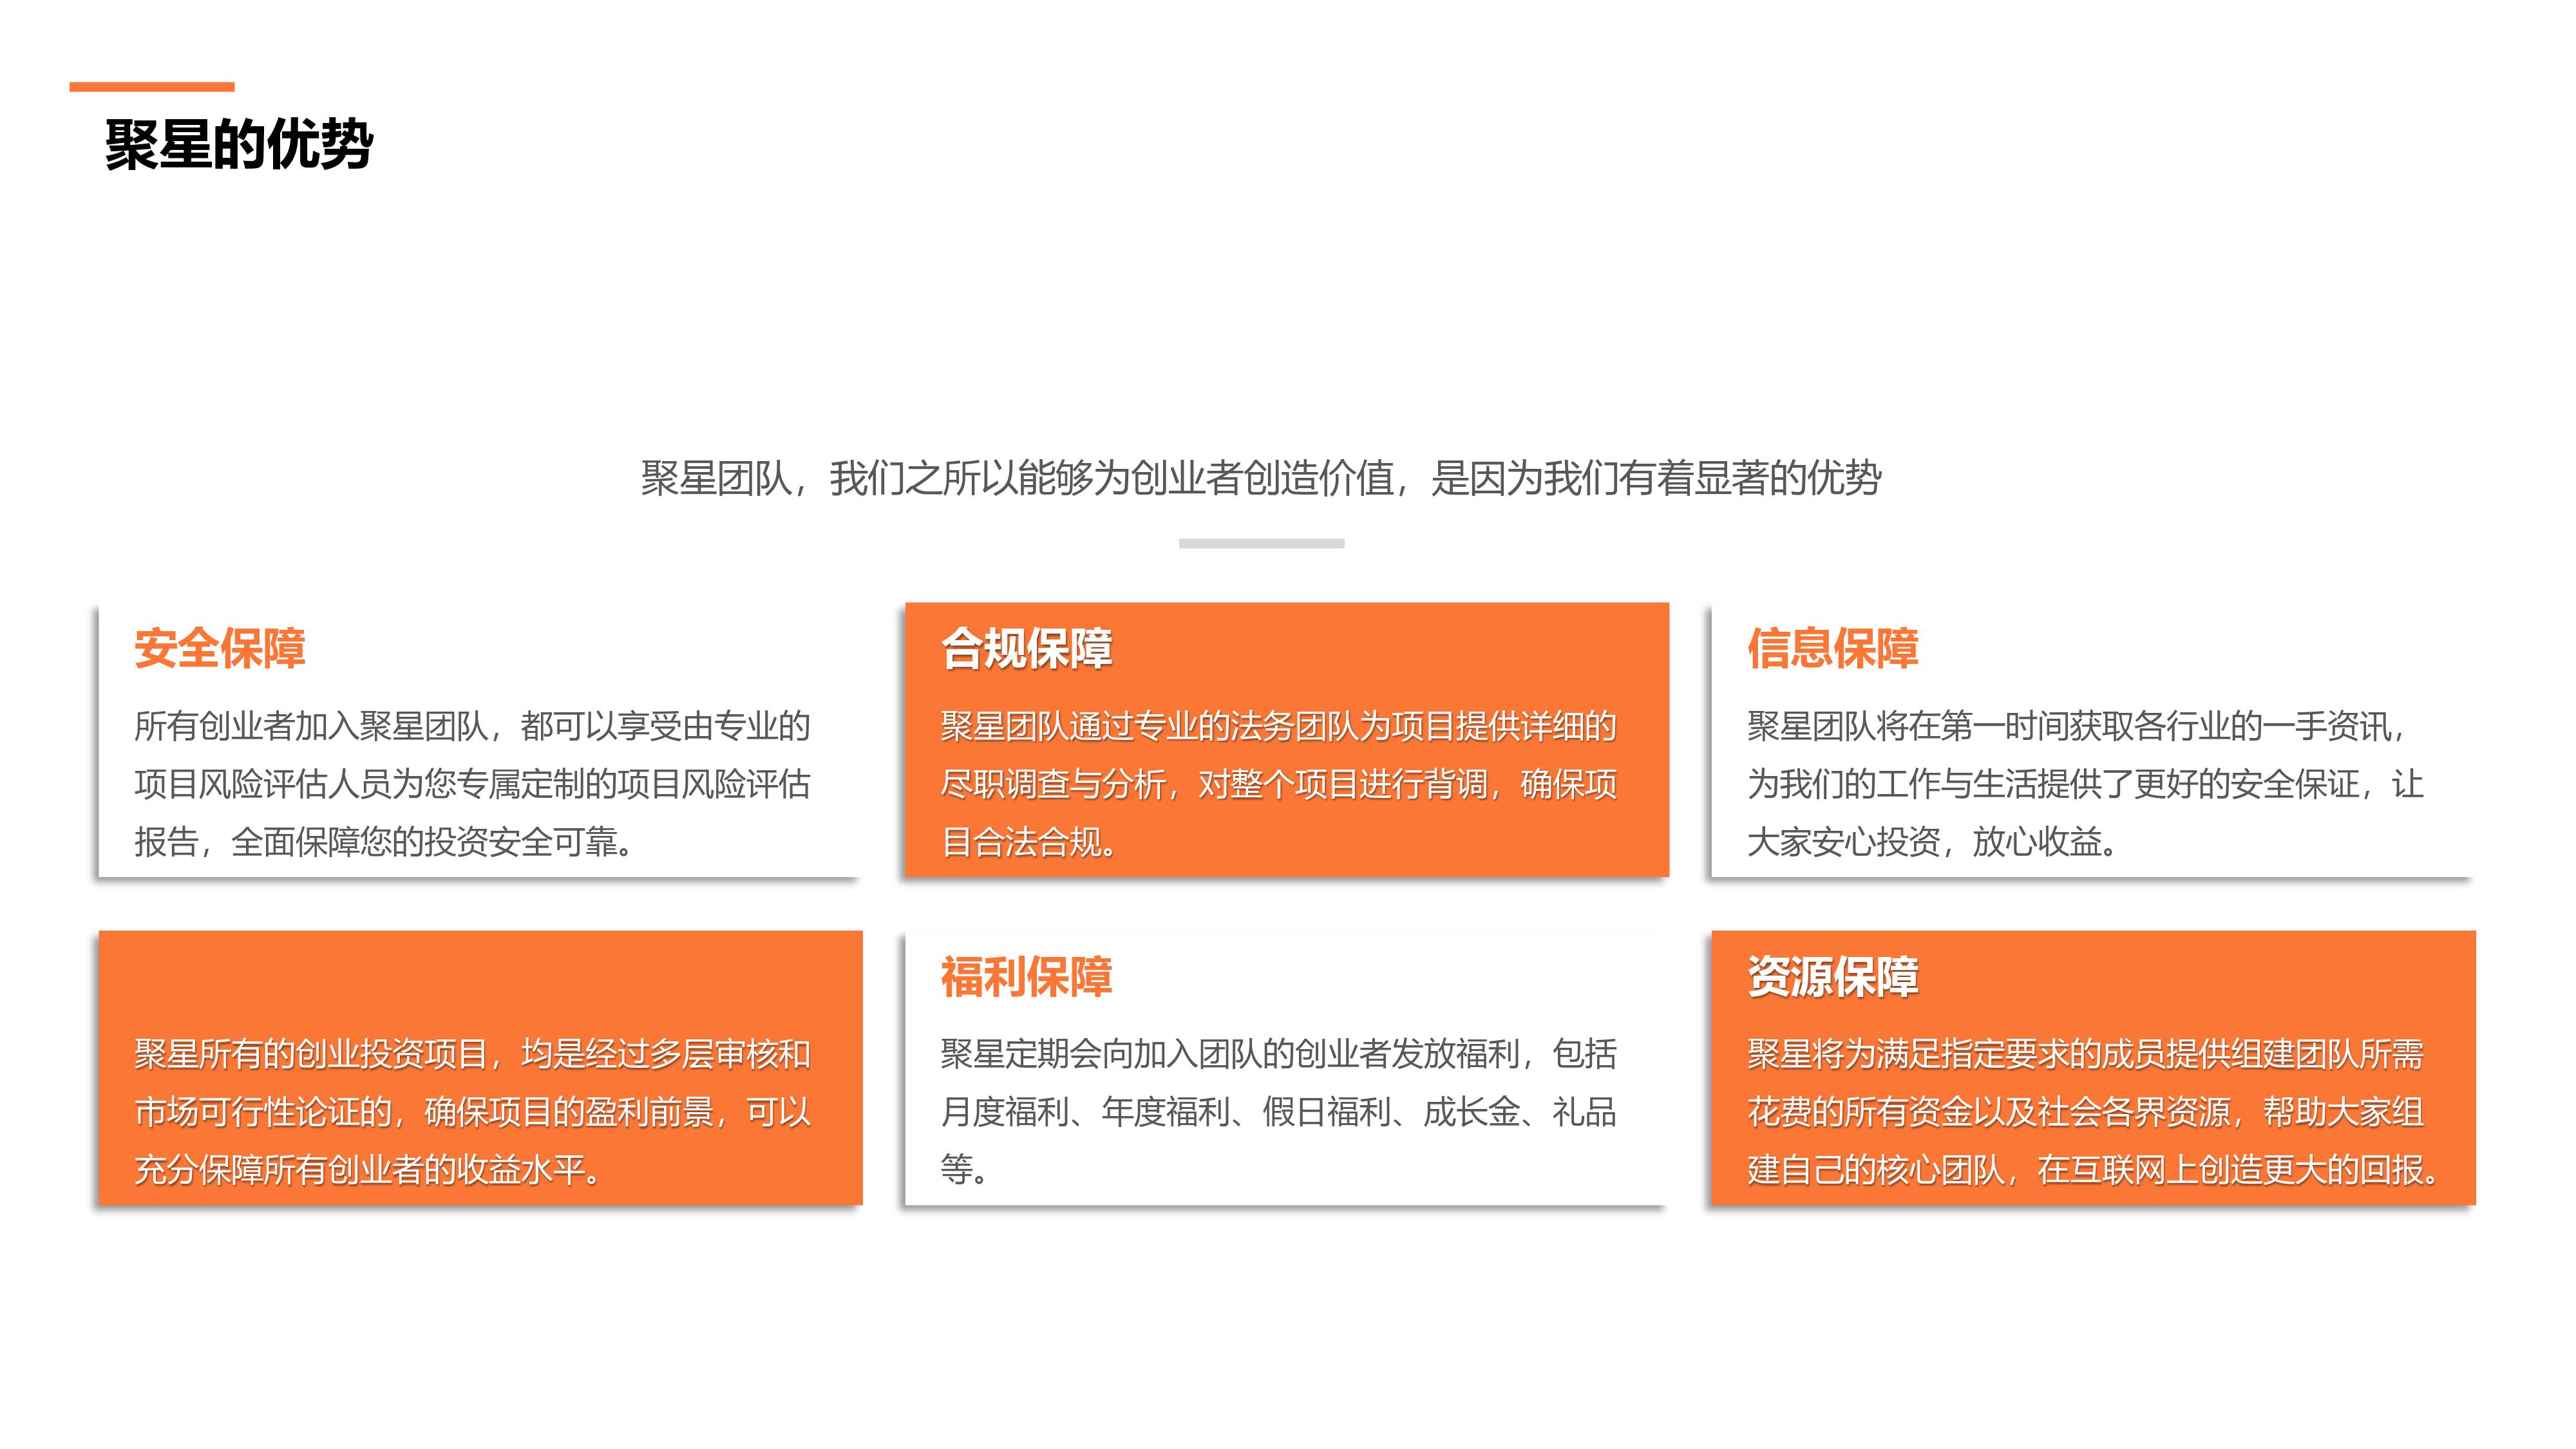 聚星的优势
聚星团队，我们之所以能够为创业者创造价值，是因为我们有着显著的优势
安全保障
所有创业者加入聚星团队，都可以享受由专业的
项目风险评估人员为您专属定制的项目风险评估
报告，全面保障您的投资安全可靠。
合规保障
聚星团队通过专业的法务团队为项目提供详细的
尽职调查与分析，对整个项目进行背调，确保项
目合法合规。
信息保障
聚星团队将在第一时间获取各行业的一手资讯，
为我们的工作与生活提供了更好的安全保证，让
大家安心投资，放心收益。
聚星所有的创业投资项目，均是经过多层审核和
市场可行性论证的，确保项目的盈利前景，可以
充分保障所有创业者的收益水平。
福利保障
聚星定期会向加入团队的创业者发放福利，包括
月度福利、年度福利、假日福利、成长金、礼品
等。
资源保障
聚星将为满足指定要求的成员提供组建团队所需
花费的所有资金以及社会各界资源，帮助大家组
建自己的核心团队，在互联网上创造更大的回报。